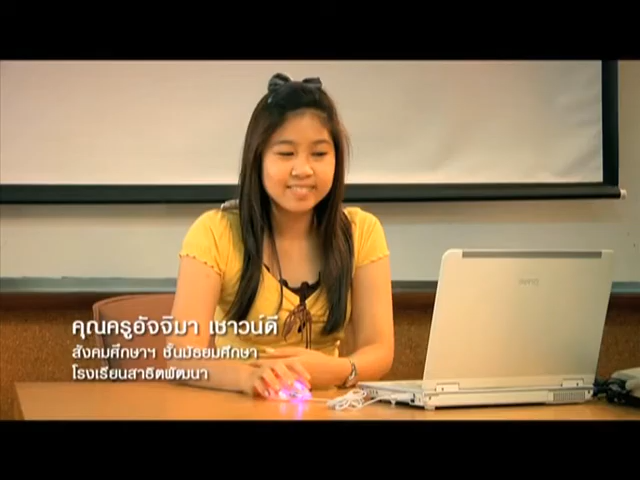 คุณครูอัจจิมา เชาวน์ดี
สังคมศึกษาฯ ชั้นมัธยมศึกษา
โรงเรียนสาธิตพัฒนา